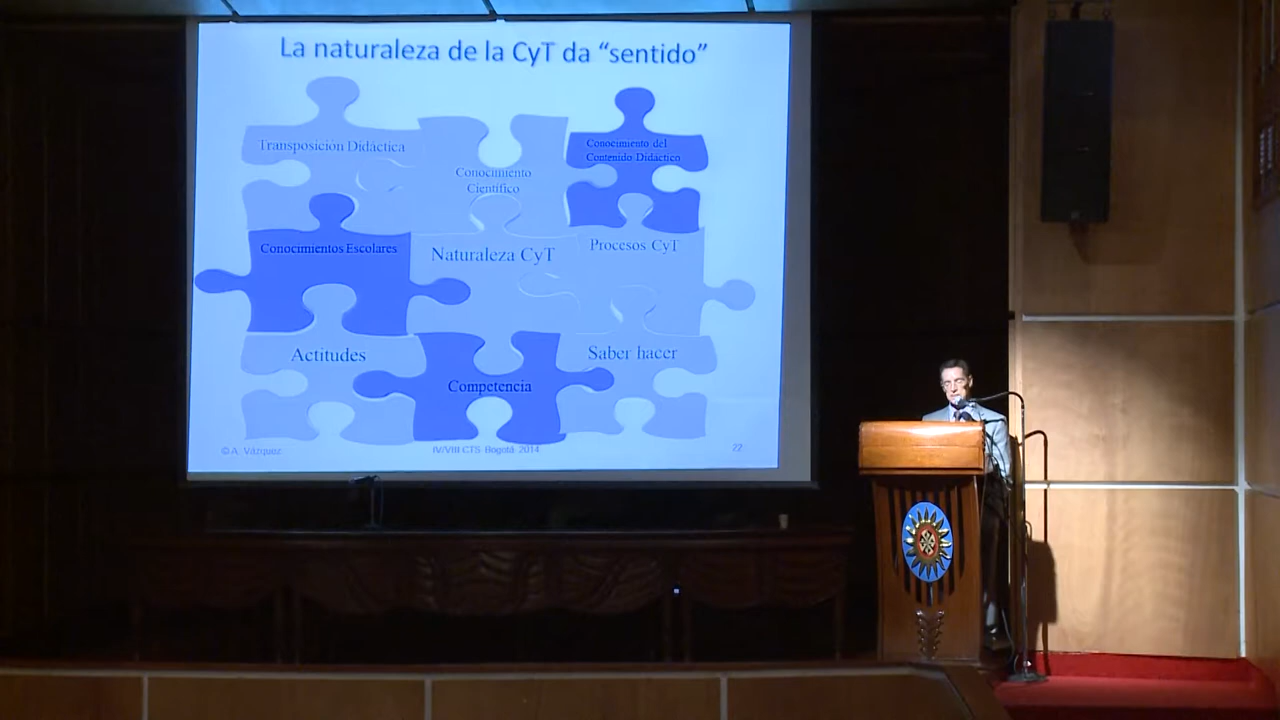 La naturaleza de la CyT da “sentido”
Transposición Didáctica
Conocimiento
Científico
Conocimiento del
Contenido Didáctico
Conocimientos Escolares
Naturaleza CyT
Procesos CyT
Actitudes
Competencia
Saber hacer
© A. Vázquez
IV/VIII CTS Bogotá 2014
22